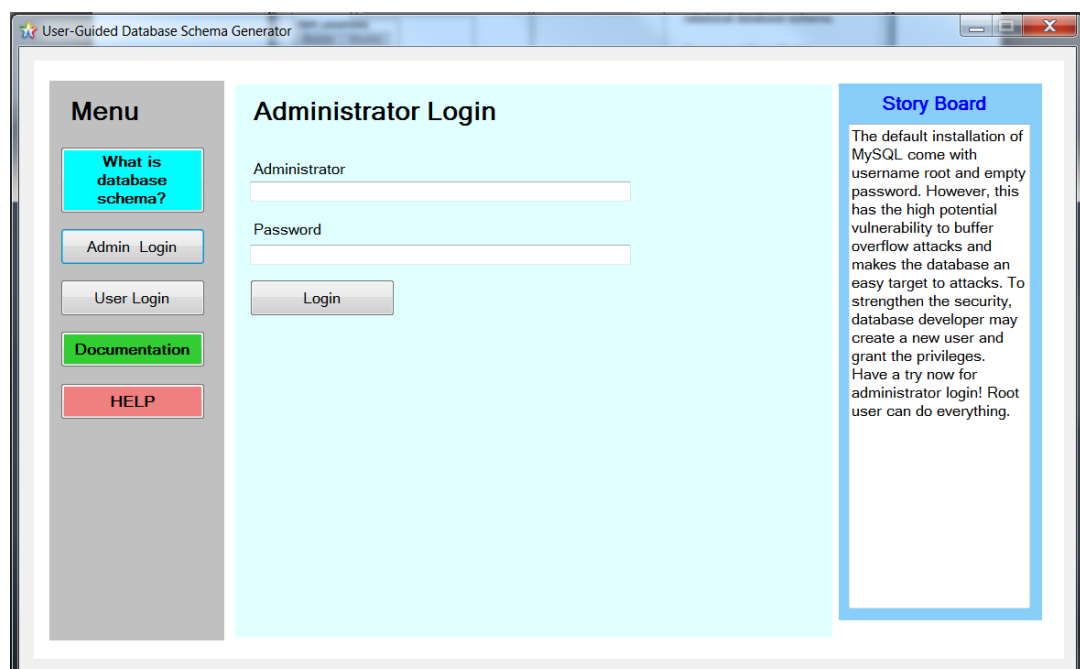 User-Guided Database Schema Generator
Menu
What is
database
schema?
Admin Login
User Login
Documentation
HELP
Administrator Login
Administrator
Password
Login
Story Board
The default installation of
MySQL come with
username root and empty
password. However, this
has the high potential
vulnerability to buffer
overflow attacks and
makes the database an
easy target to attacks. To
strengthen the security,
database developer may
create a new user and
grant the privileges.
Have a try now for
administrator login! Root
user can do everything.